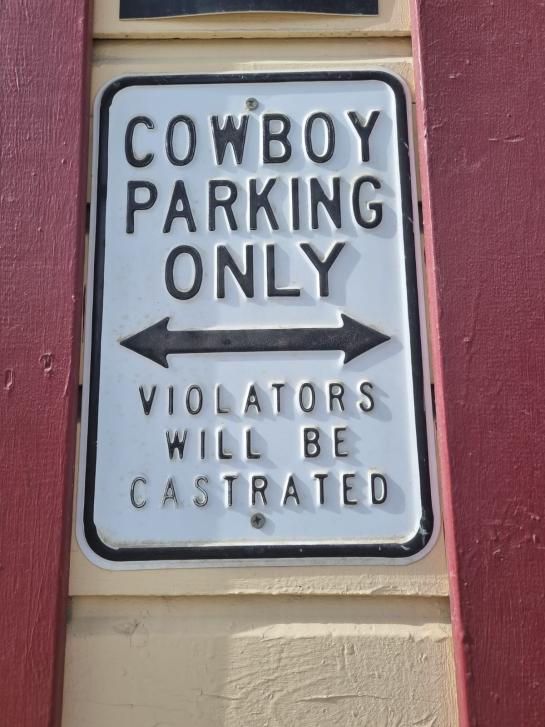 COWBOY
PARKING
ONLY
VIOLATORS
WILL BE
CASTRATED